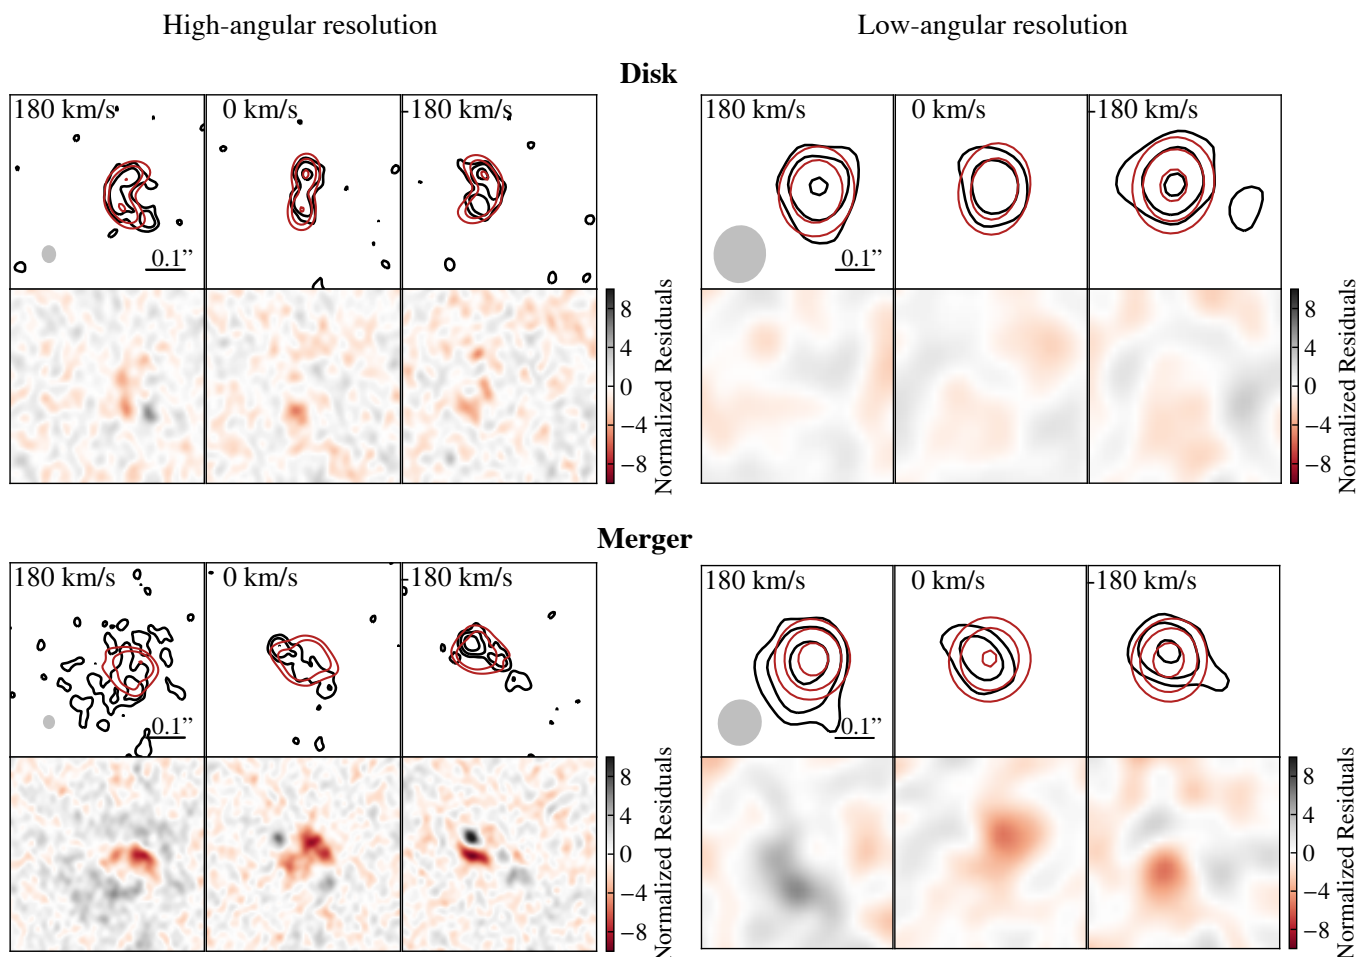 High-angular resolution
Low-angular resolution
Disk
180 km/s
0 km/s
-180 km/s
0.1”
180 km/s
0 km/s
-180 km/s
0.1”
8
4
0
−4
−8
Normalized Residuals
8
4
0
−4
−8
Normalized Residuals
Merger
180 km/s
0 km/s
-180 km/s
0.1”
180 km/s
0 km/s
-180 km/s
0.1”
8
4
0
−4
−8
Normalized Residuals
8
4
0
−4
−8
Normalized Residuals